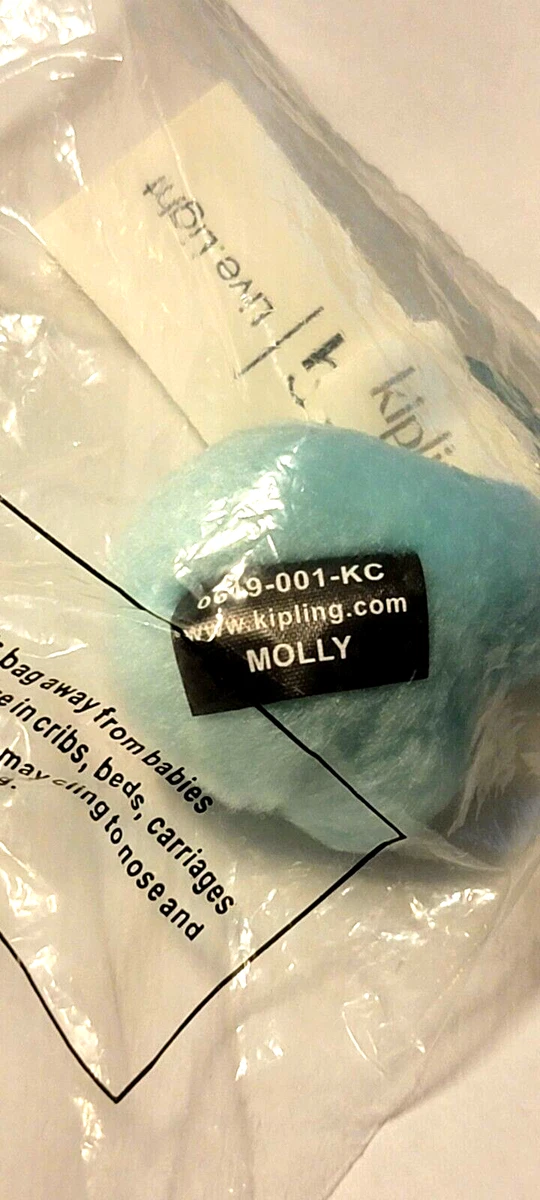 Live.Light
kipli
-001-KC
www.kipling.com
MOLLY
bag away from babies
in cribs, beds, carriages
may cling to nose and